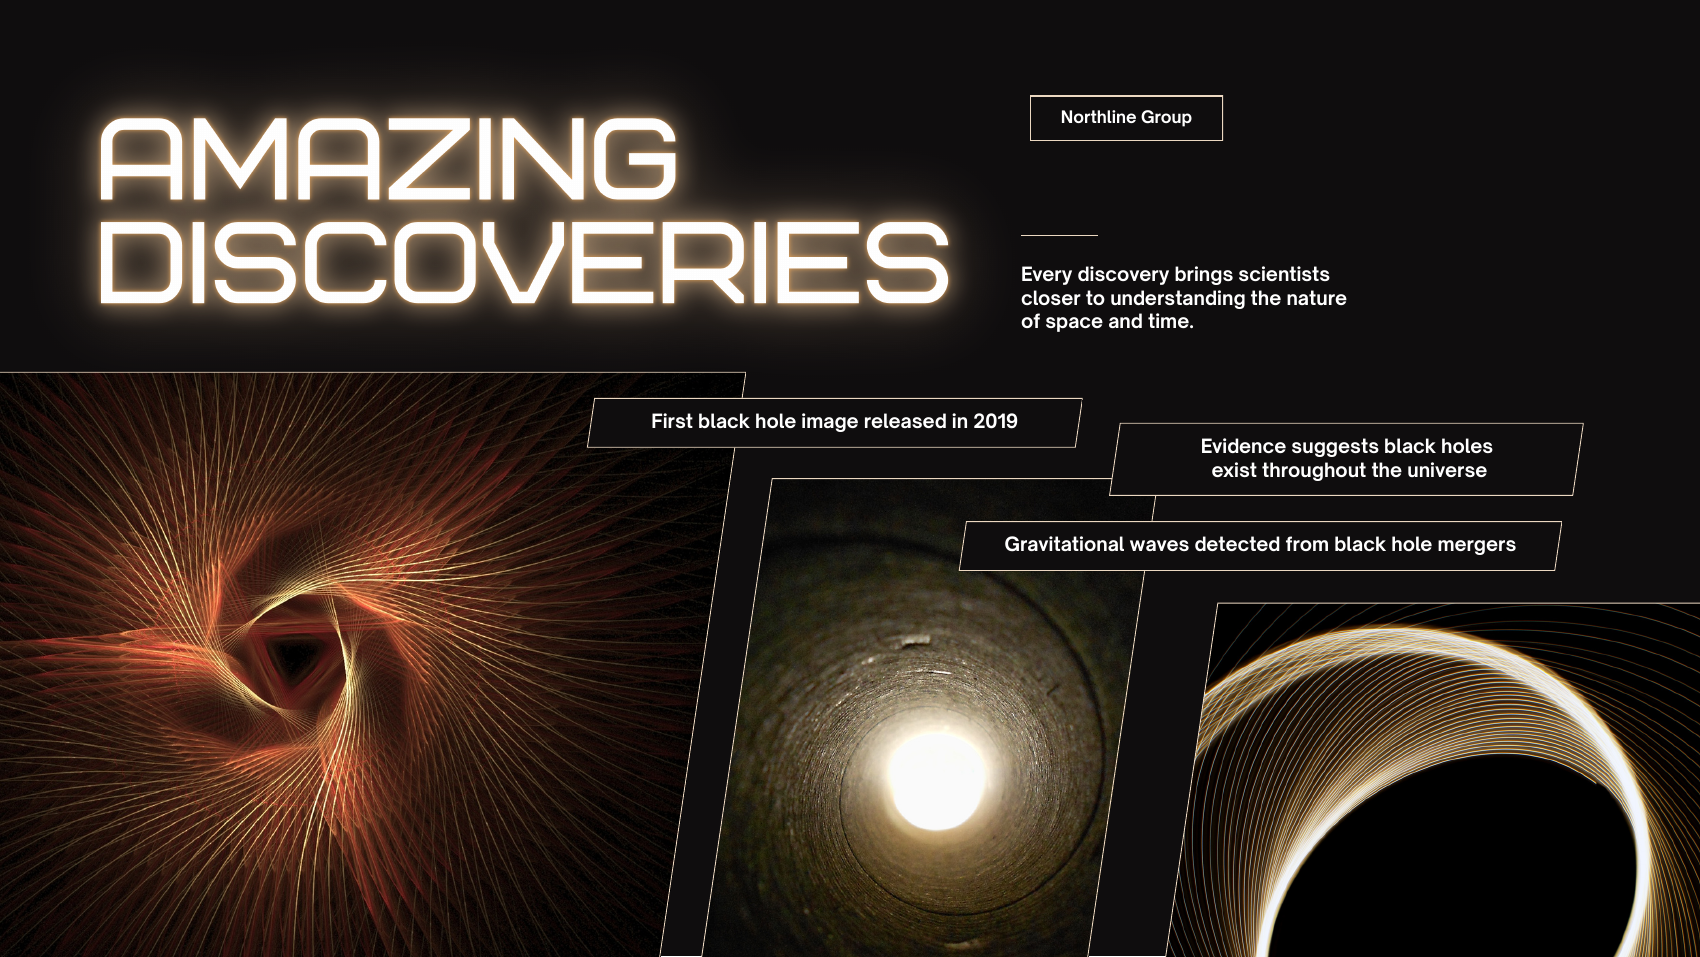 AMAZING
DISCOVERIES
Northline Group
Every discovery brings scientists
closer to understanding the nature
of space and time.
First black hole image released in 2019
Evidence suggests black holes
exist throughout the universe
Gravitational waves detected from black hole mergers